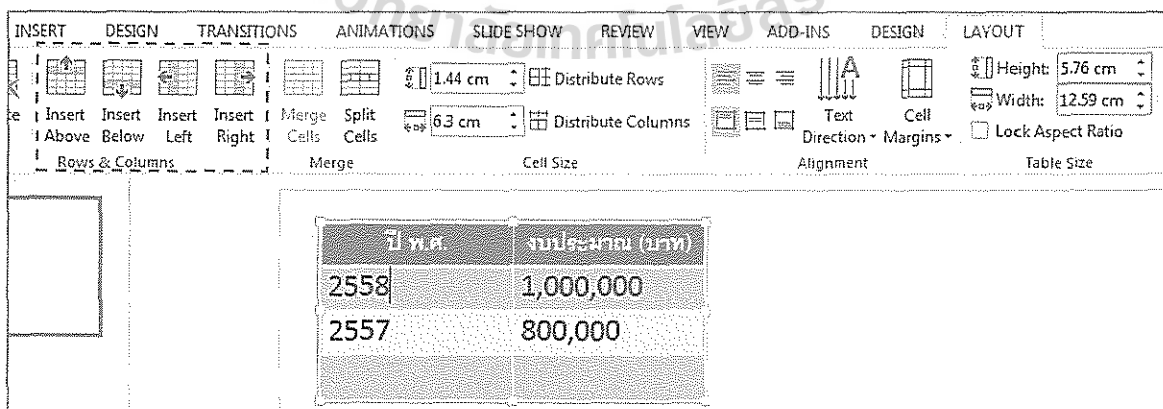 INSERT DESIGN TRANSITIONS ANIMATIONS SLIDE SHOW REVIEW VIEW ADD-INS DESIGN LAYOUT
1.44 cm Distribute Rows Height: 5.76 cm
Insert Above Insert Below Insert Left Insert Right Merge Cells Split Cells 6.3 cm Distribute Columns Text Direction Cell Margins Width: 12.59 cm
Lock Aspect Ratio
Rows & Columns Merge Cell Size Alignment Table Size
ปี พ.ศ. งบประมาณ (บาท)
2558 1,000,000
2557 800,000